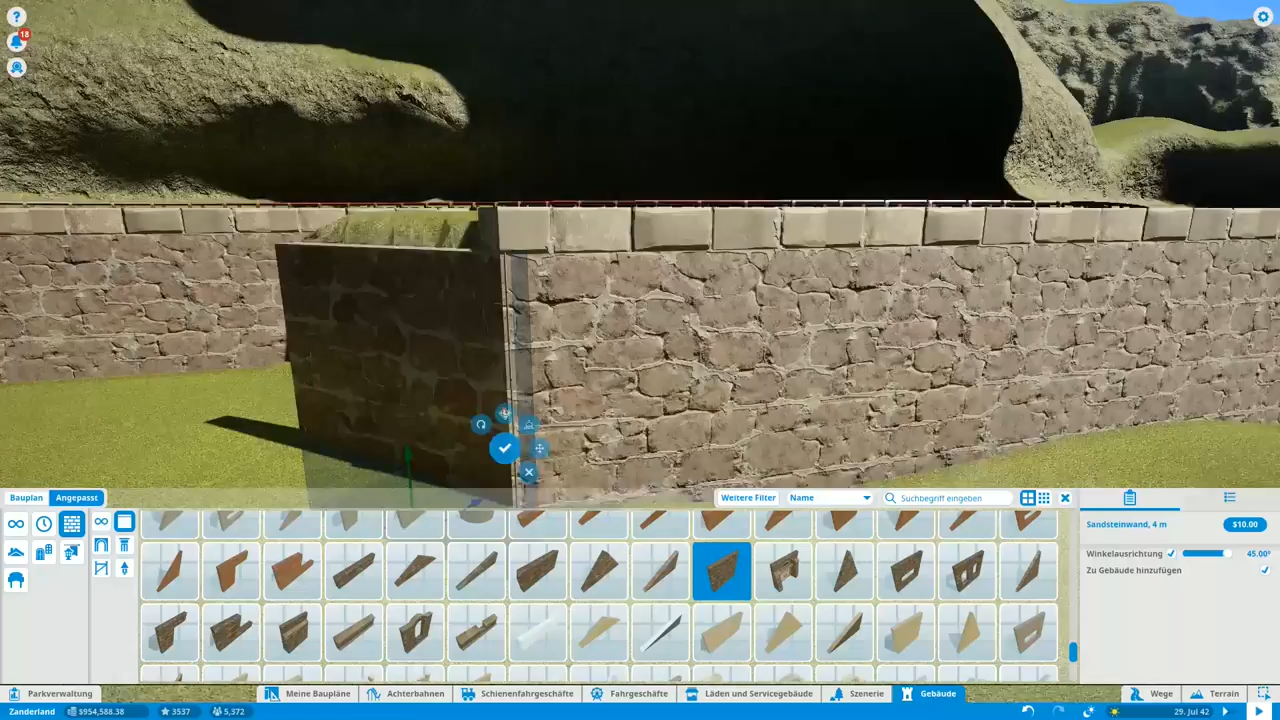 ?
18
Bauplan Angepasst
Weitere Filter Name Suchbegriff eingeben
Sandsteinwand, 4 m $10.00
Winkelausrichtung 45.00°
Zu Gebäude hinzufügen
Parkverwaltung Meine Baupläne Achterbahnen Schienenfahrgeschäfte Fahrgeschäfte Läden und Servicegebäude Szenerie Gebäude Wege Terrain
Zanderland $954,588.38 3537 5,372 29. Jul 42